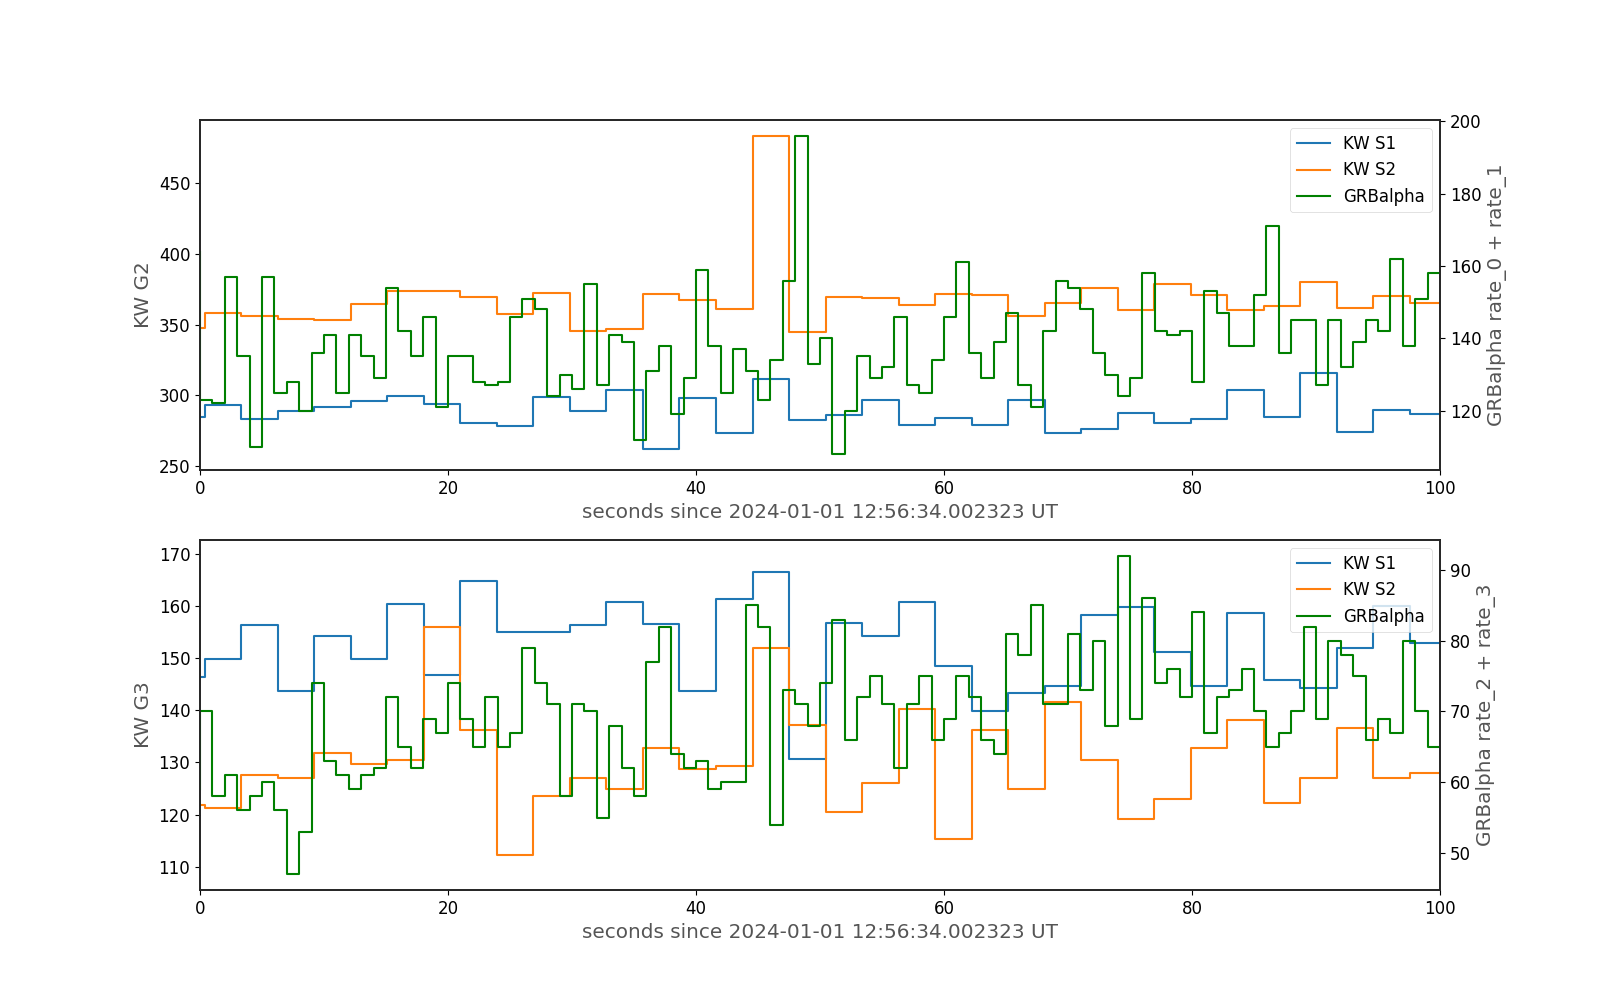 200
450
KW S1
KW S2
GRBalpha
180
400
160
350
140
300
120
250
KW G2
GRBalpha rate_0 + rate_1
0 20 40 60 80 100
seconds since 2024-01-01 12:56:34.002323 UT
170
KW S1
KW S2
GRBalpha
90
160
80
150
140
70
130
60
120
50
110
KW G3
GRBalpha rate_2 + rate_3
0 20 40 60 80 100
seconds since 2024-01-01 12:56:34.002323 UT